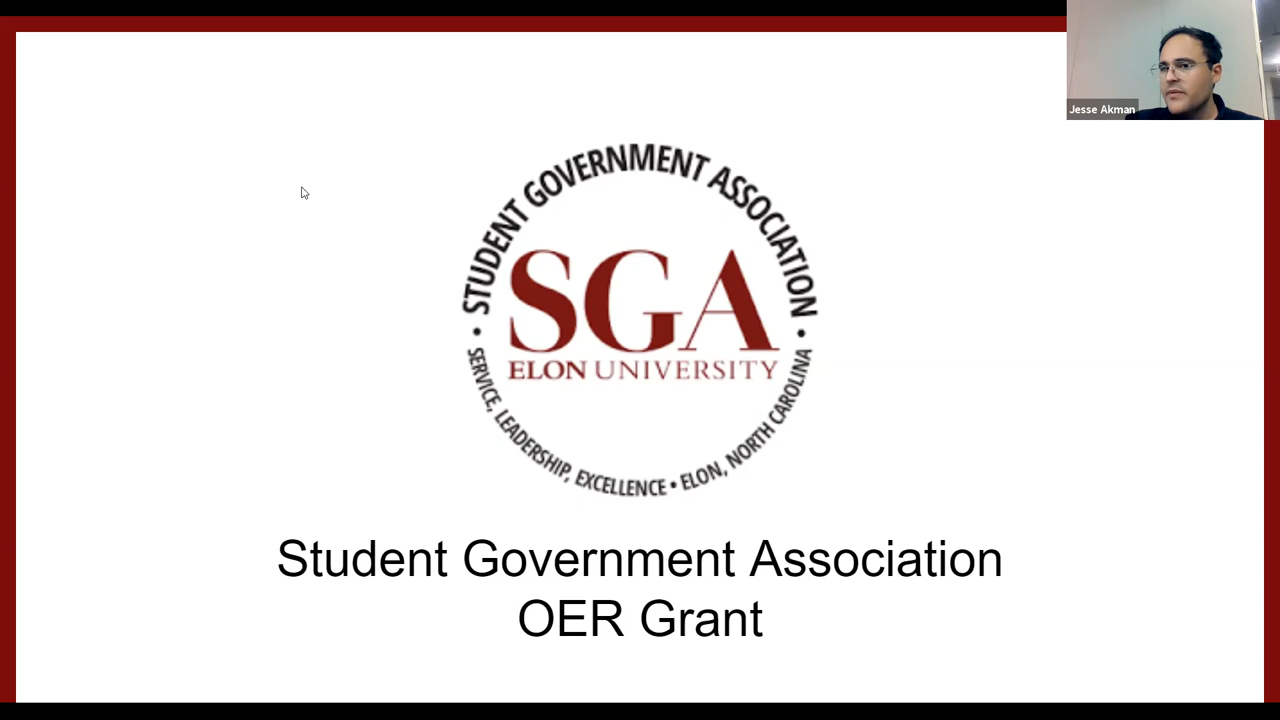 Jesse Akman
• STUDENT GOVERNMENT ASSOCIATION •
SGA
ELON UNIVERSITY
SERVICE, LEADERSHIP, EXCELLENCE • ELON, NORTH CAROLINA
Student Government Association
OER Grant